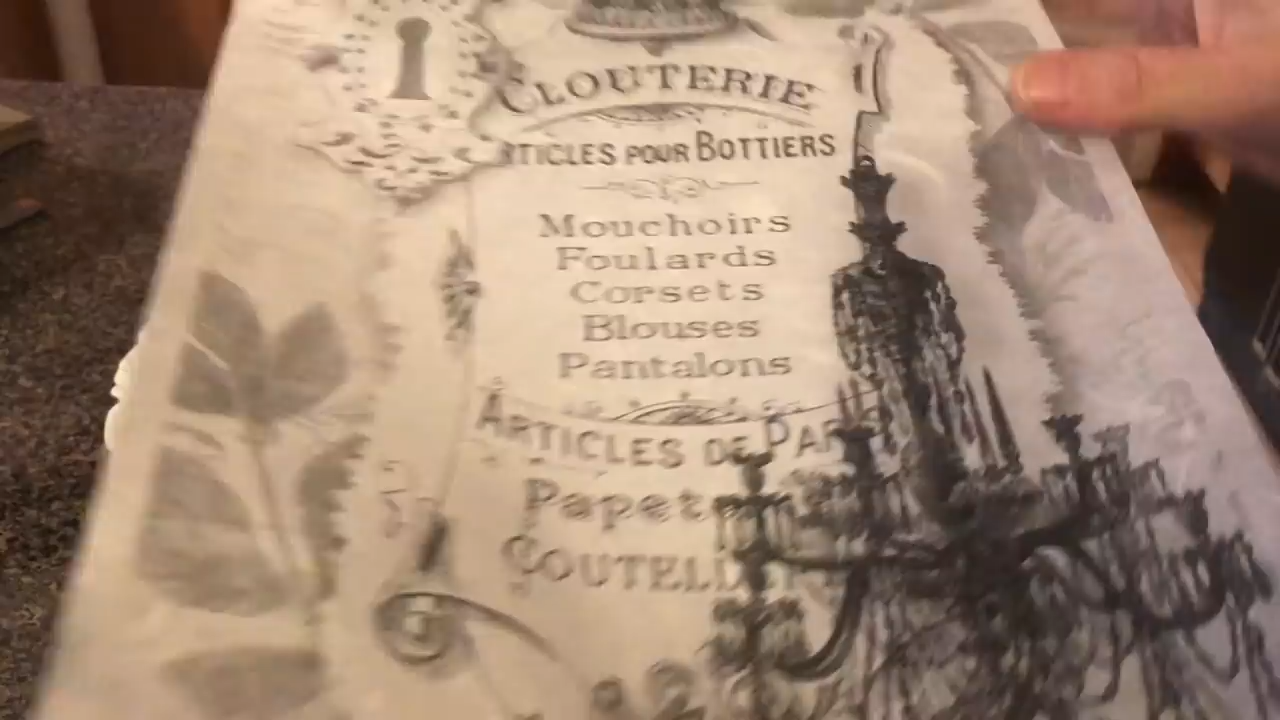 CLOUTERIE
ARTICLES POUR BOTTIERS
Mouchoirs
Foulards
Corsets
Blouses
Pantalons
ARTICLES DE